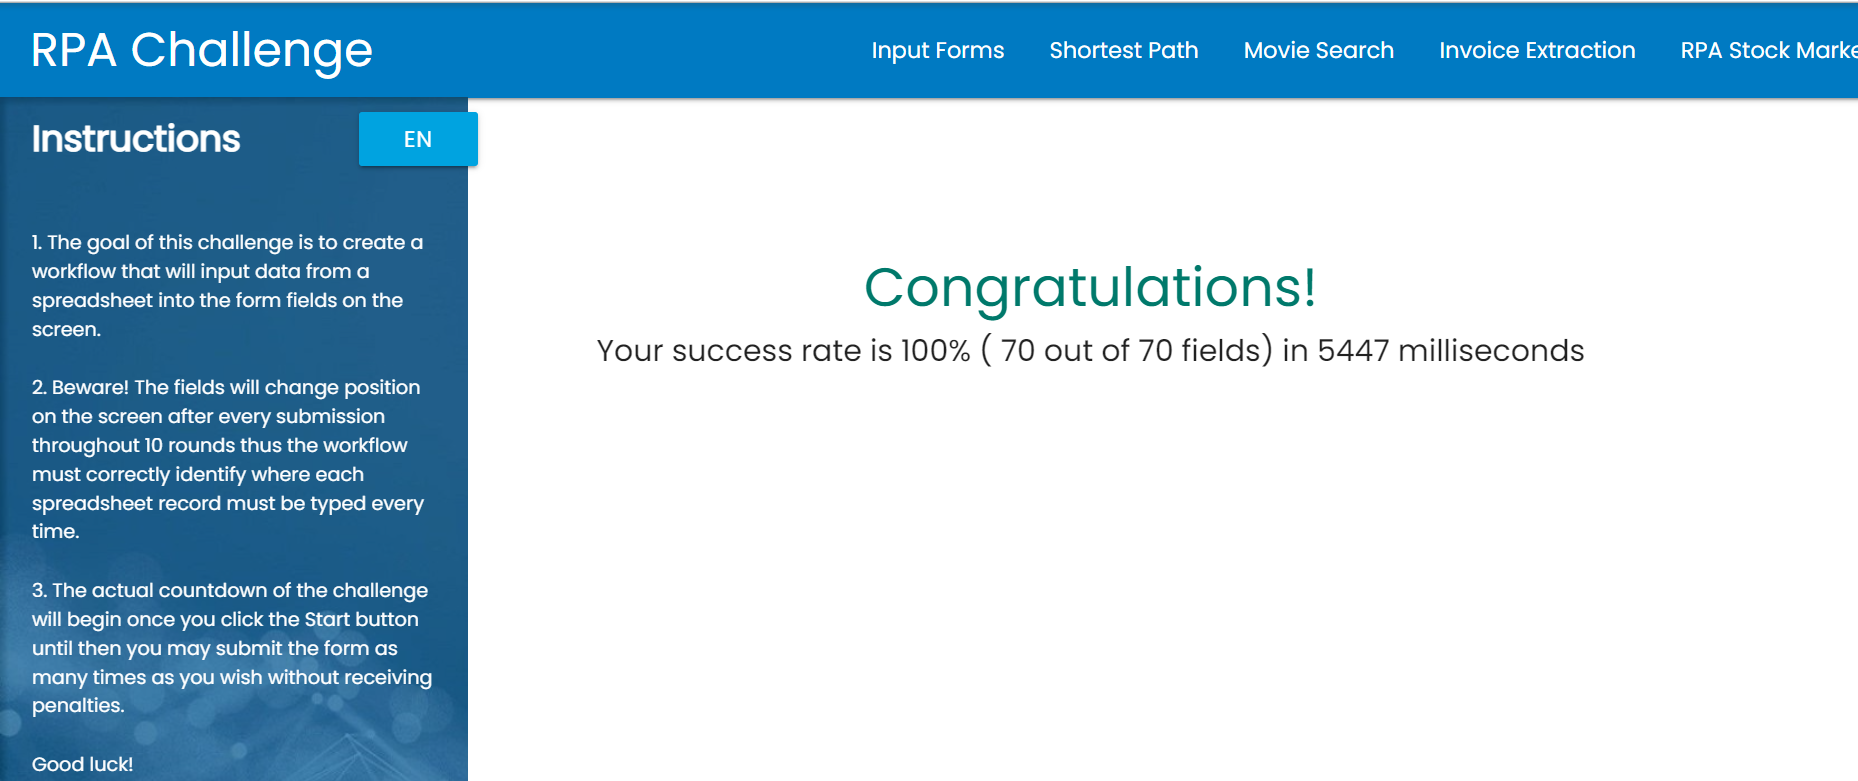 RPA Challenge
Input Forms
Shortest Path
Movie Search
Invoice Extraction
RPA Stock Marke
Instructions
EN
1. The goal of this challenge is to create a
workflow that will input data from a
spreadsheet into the form fields on the
screen.
2. Beware! The fields will change position
on the screen after every submission
throughout 10 rounds thus the workflow
must correctly identify where each
spreadsheet record must be typed every
time.
3. The actual countdown of the challenge
will begin once you click the Start button
until then you may submit the form as
many times as you wish without receiving
penalties.
Good luck!
Congratulations!
Your success rate is 100% ( 70 out of 70 fields) in 5447 milliseconds